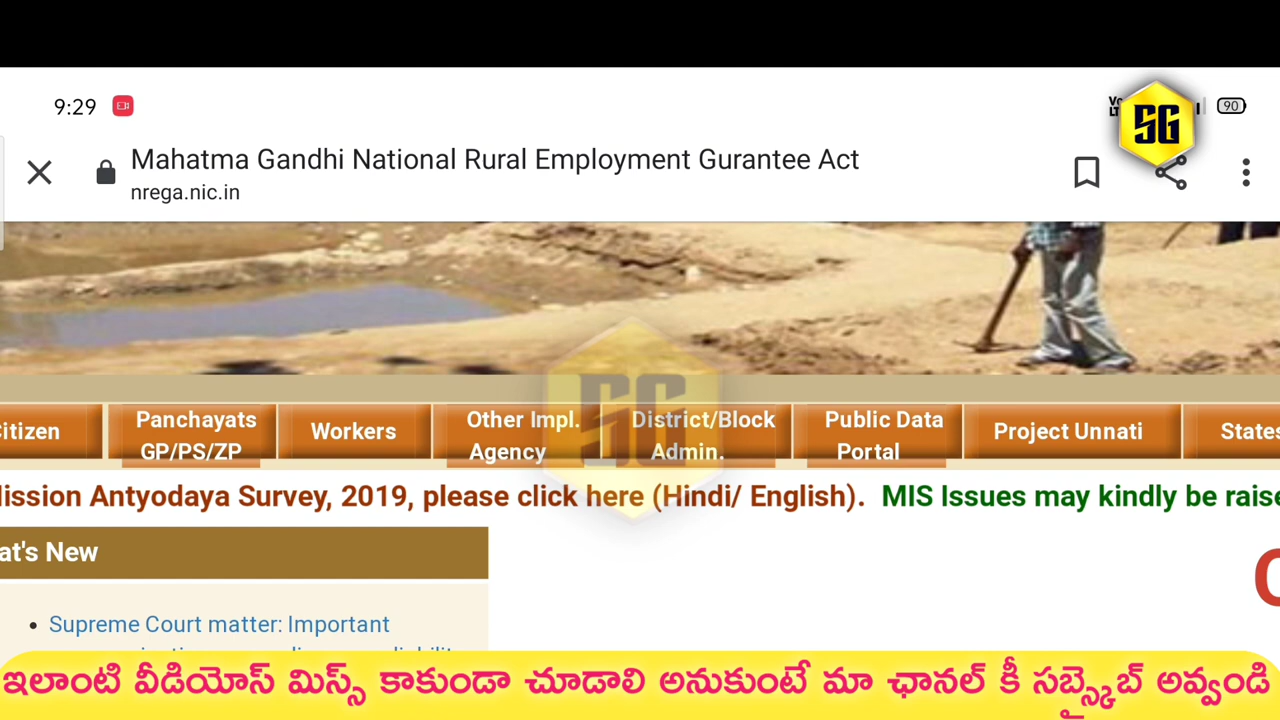 9:29
90
SG
Mahatma Gandhi National Rural Employment Gurantee Act
nrega.nic.in
Citizen
Panchayats
GP/PS/ZP
Workers
Other Impl.
Agency
District/Block
Admin.
Public Data
Portal
Project Unnati
States
SG
Mission Antyodaya Survey, 2019, please click here (Hindi/ English). MIS Issues may kindly be raise
at's New
Supreme Court matter: Important
ఇలాంటి వీడియోస్ మిస్స్ కాకుండా చూడాలి అనుకుంటే మా ఛానల్ కీ సబ్స్క్రైబ్ అవ్వండి